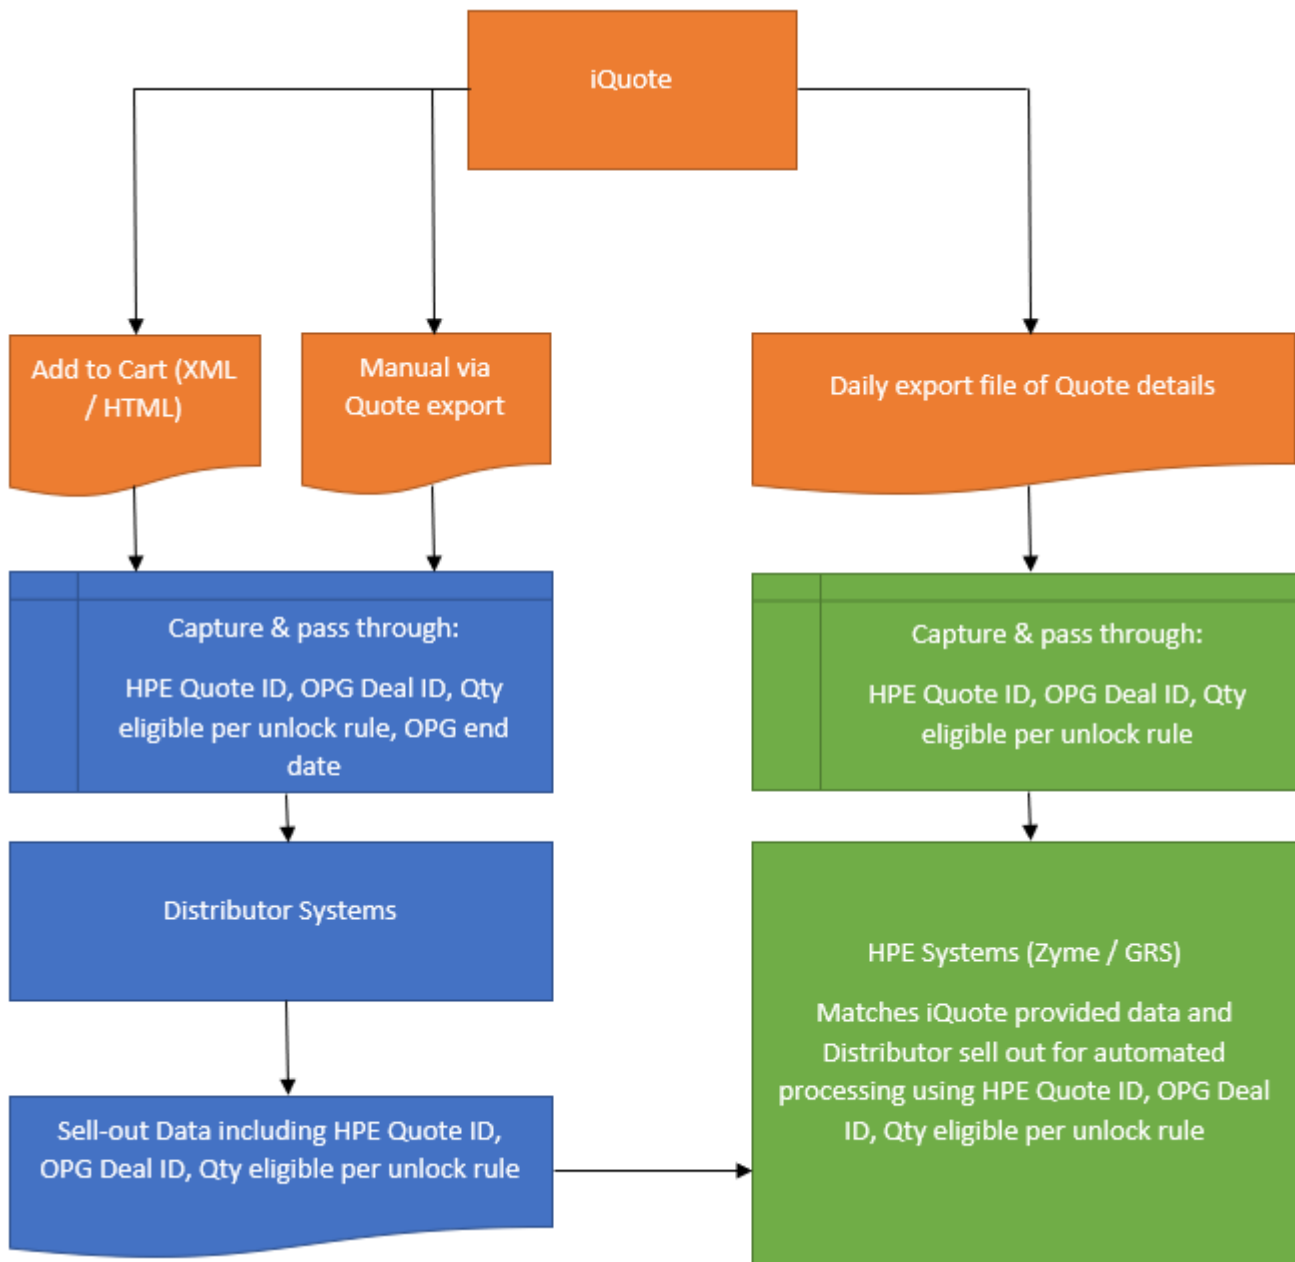 iQuote
Add to Cart (XML
/ HTML)
Manual via
Quote export
Daily export file of Quote details
Capture & pass through:
HPE Quote ID, OPG Deal ID, Qty
eligible per unlock rule, OPG end
date
Capture & pass through:
HPE Quote ID, OPG Deal ID, Qty
eligible per unlock rule
Distributor Systems
HPE Systems (Zyme / GRS)
Matches iQuote provided data and
Distributor sell out for automated
processing using HPE Quote ID, OPG Deal
ID, Qty eligible per unlock rule
Sell-out Data including HPE Quote ID,
OPG Deal ID, Qty eligible per unlock rule